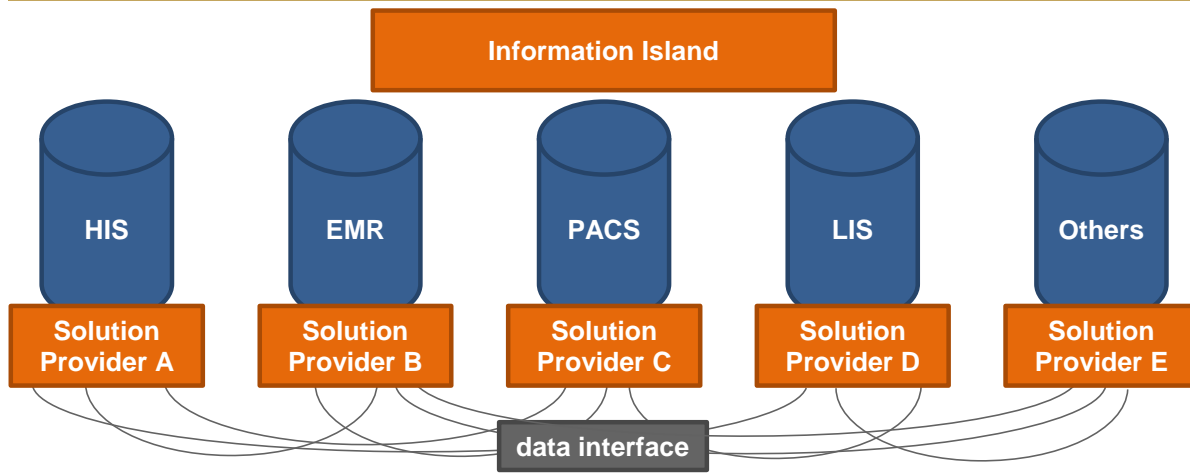 Information Island
HIS
EMR
PACS
LIS
Others
Solution
Provider A
Solution
Provider B
Solution
Provider C
Solution
Provider D
Solution
Provider E
data interface